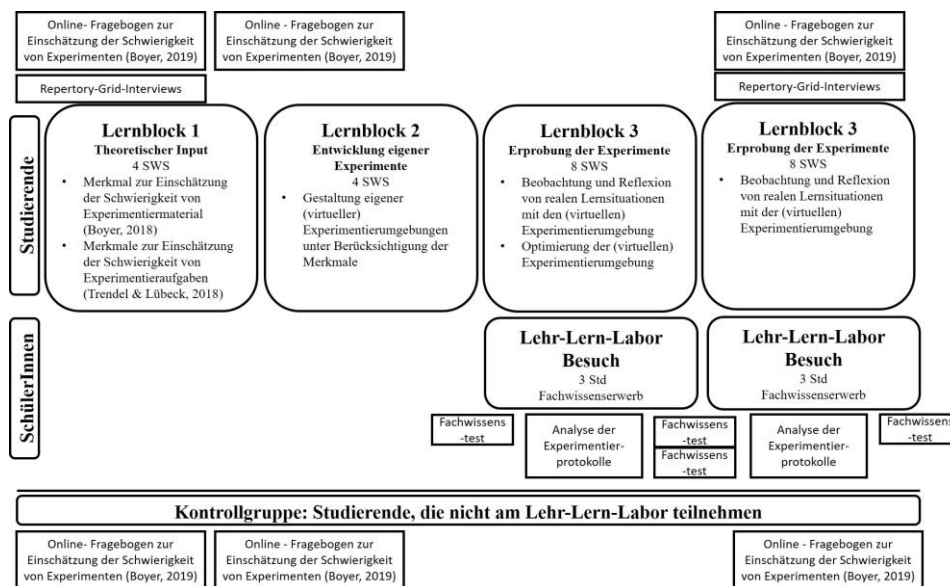 Online- Fragebogen zur
Einschätzung der Schwierigkeit
von Experimenten (Boyer, 2019)
Online - Fragebogen zur
Einschätzung der Schwierigkeit
von Experimenten (Boyer, 2019)
Online - Fragebogen zur
Einschätzung der Schwierigkeit
von Experimenten (Boyer, 2019)
Repertory-Grid-Interviews
Repertory-Grid-Interviews
Studierende
Lernblock 1
Theoretischer Input
4 SWS
• Merkmal zur Einschätzung
der Schwierigkeit von
Experimentiermaterial
(Boyer, 2018)
• Merkmale zur Einschätzung
der Schwierigkeit von
Experimentieraufgaben
(Trendel & Lübeck, 2018)
Lernblock 2
Entwicklung eigener
Experimente
4 SWS
• Gestaltung eigener
(virtueller)
Experimentierumgebungen
unter Berücksichtigung der
Merkmale
Lernblock 3
Erprobung der Experimente
8 SWS
• Beobachtung und Reflexion
von realen Lernsituationen
mit den (virtuellen)
Experimentierumgebung
• Optimierung der (virtuellen)
Experimentierumgebung
Lernblock 3
Erprobung der Experimente
8 SWS
• Beobachtung und Reflexion
von realen Lernsituationen
mit der (virtuellen)
Experimentierumgebung
SchülerInnen
Lehr-Lern-Labor
Besuch
3 Std
Fachwissenserwerb
Lehr-Lern-Labor
Besuch
3 Std
Fachwissenserwerb
Fachwissens
-test
Analyse der
Experimentier-
protokolle
Fachwissens
-test
Fachwissens
-test
Analyse der
Experimentier-
protokolle
Fachwissens
-test
Kontrollgruppe: Studierende, die nicht am Lehr-Lern-Labor teilnehmen
Online - Fragebogen zur
Einschätzung der Schwierigkeit
von Experimenten (Boyer, 2019)
Online - Fragebogen zur
Einschätzung der Schwierigkeit
von Experimenten (Boyer, 2019)
Online - Fragebogen zur
Einschätzung der Schwierigkeit
von Experimenten (Boyer, 2019)